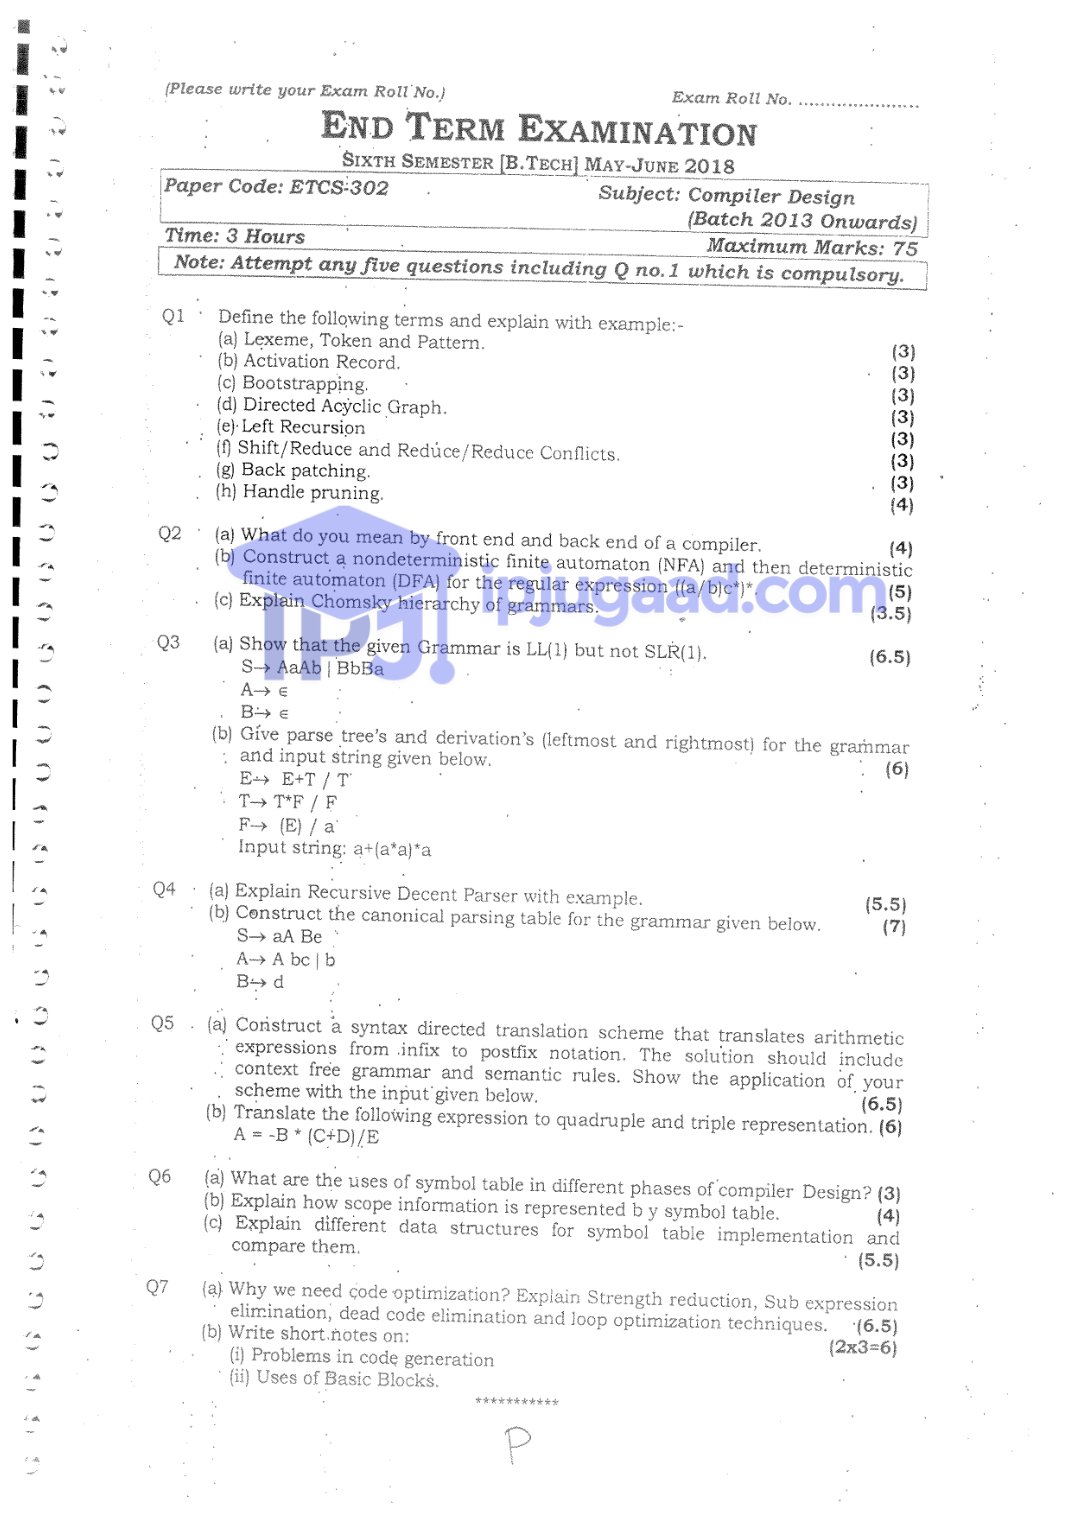 (Please write your Exam Roll No.)
Exam Roll No. ......................
END TERM EXAMINATION
SIXTH SEMESTER [B.TECH] MAY-JUNE 2018
Paper Code: ETCS-302 Subject: Compiler Design
(Batch 2013 Onwards)
Time: 3 Hours Maximum Marks: 75
Note: Attempt any five questions including Q no.1 which is compulsory.
Q1 Define the following terms and explain with example:-
(a) Lexeme, Token and Pattern. (3)
(b) Activation Record. (3)
(c) Bootstrapping. (3)
(d) Directed Acyclic Graph. (3)
(e) Left Recursion (3)
(f) Shift/Reduce and Reduce/Reduce Conflicts. (3)
(g) Back patching. (3)
(h) Handle pruning. (4)
Q2 (a) What do you mean by front end and back end of a compiler. (4)
(b) Construct a nondeterministic finite automaton (NFA) and then deterministic
finite automaton (DFA) for the regular expression ((a/b)c*)*. (5)
(c) Explain Chomsky hierarchy of grammars. (3.5)
ipjugaad.com
IPJ!
Q3 (a) Show that the given Grammar is LL(1) but not SLR(1). (6.5)
S→ AaAb | BbBa
A→ ∈
B→ ∈
(b) Give parse tree's and derivation's (leftmost and rightmost) for the grammar
and input string given below. (6)
E→ E+T / T
T→ T*F / F
F→ (E) / a
Input string: a+(a*a)*a
Q4 (a) Explain Recursive Decent Parser with example. (5.5)
(b) Construct the canonical parsing table for the grammar given below. (7)
S→ aA Be
A→ A bc | b
B→ d
Q5 (a) Construct a syntax directed translation scheme that translates arithmetic
expressions from infix to postfix notation. The solution should include
context free grammar and semantic rules. Show the application of your
scheme with the input given below. (6.5)
(b) Translate the following expression to quadruple and triple representation. (6)
A = -B * (C+D)/E
Q6 (a) What are the uses of symbol table in different phases of compiler Design? (3)
(b) Explain how scope information is represented b y symbol table. (4)
(c) Explain different data structures for symbol table implementation and
compare them. (5.5)
Q7 (a) Why we need code optimization? Explain Strength reduction, Sub expression
elimination, dead code elimination and loop optimization techniques. (6.5)
(b) Write short notes on: (2x3=6)
(i) Problems in code generation
(ii) Uses of Basic Blocks.
***********
P